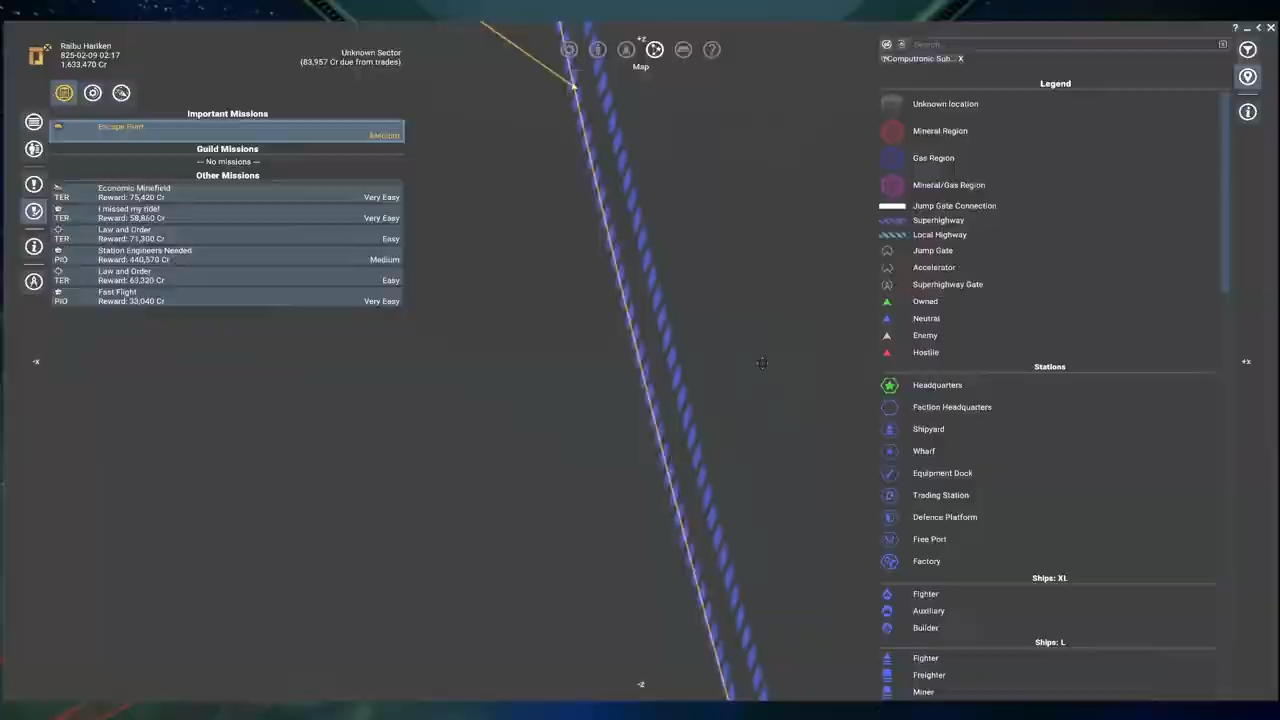 Raibu Hariken
825-02-09 02:17
1,633,470 Cr
Unknown Sector
(83,957 Cr due from trades)
+Z
Map
? _
Search...
Computronic Sub... X
Important Missions
Escape Burn
Medium
Guild Missions
-- No missions --
Other Missions
Economic Minefield
TER Reward: 75,420 Cr Very Easy
I missed my ride!
TER Reward: 58,860 Cr Very Easy
Law and Order
TER Reward: 71,300 Cr Easy
Station Engineers Needed
PIO Reward: 440,570 Cr Medium
Law and Order
TER Reward: 63,320 Cr Easy
Fast Flight
PIO Reward: 33,040 Cr Very Easy
-X
+X
-Z
Legend
Unknown location
Mineral Region
Gas Region
Mineral/Gas Region
Jump Gate Connection
Superhighway
Local Highway
Jump Gate
Accelerator
Superhighway Gate
Owned
Neutral
Enemy
Hostile
Stations
Headquarters
Faction Headquarters
Shipyard
Wharf
Equipment Dock
Trading Station
Defence Platform
Free Port
Factory
Ships: XL
Fighter
Auxiliary
Builder
Ships: L
Fighter
Freighter
Miner